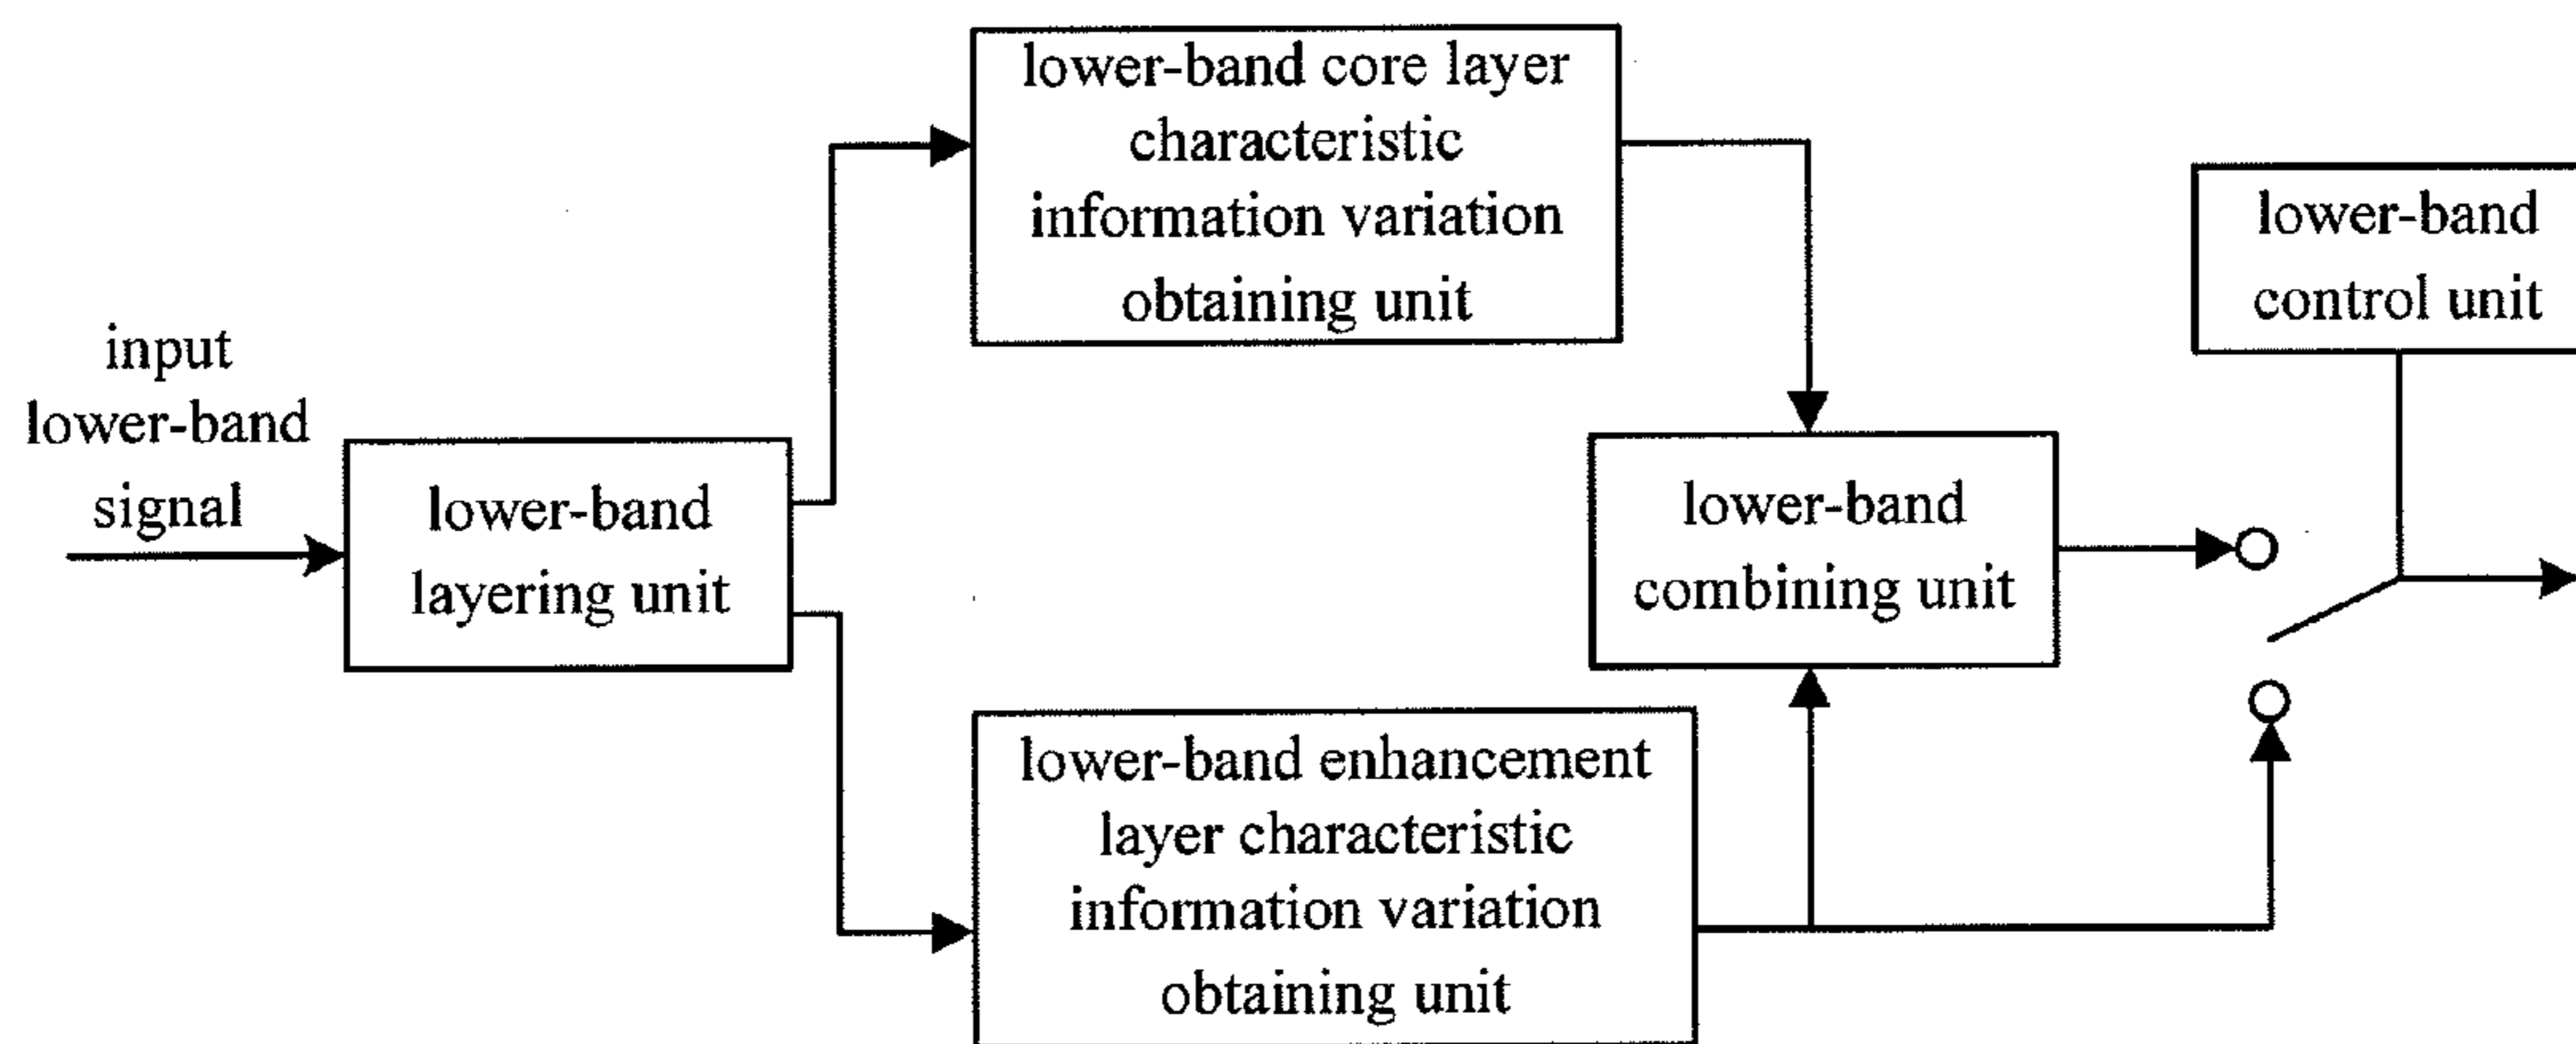 input
lower-band
signal
lower-band
layering unit
lower-band core layer
characteristic
information variation
obtaining unit
lower-band enhancement
layer characteristic
information variation
obtaining unit
lower-band
combining unit
lower-band
control unit